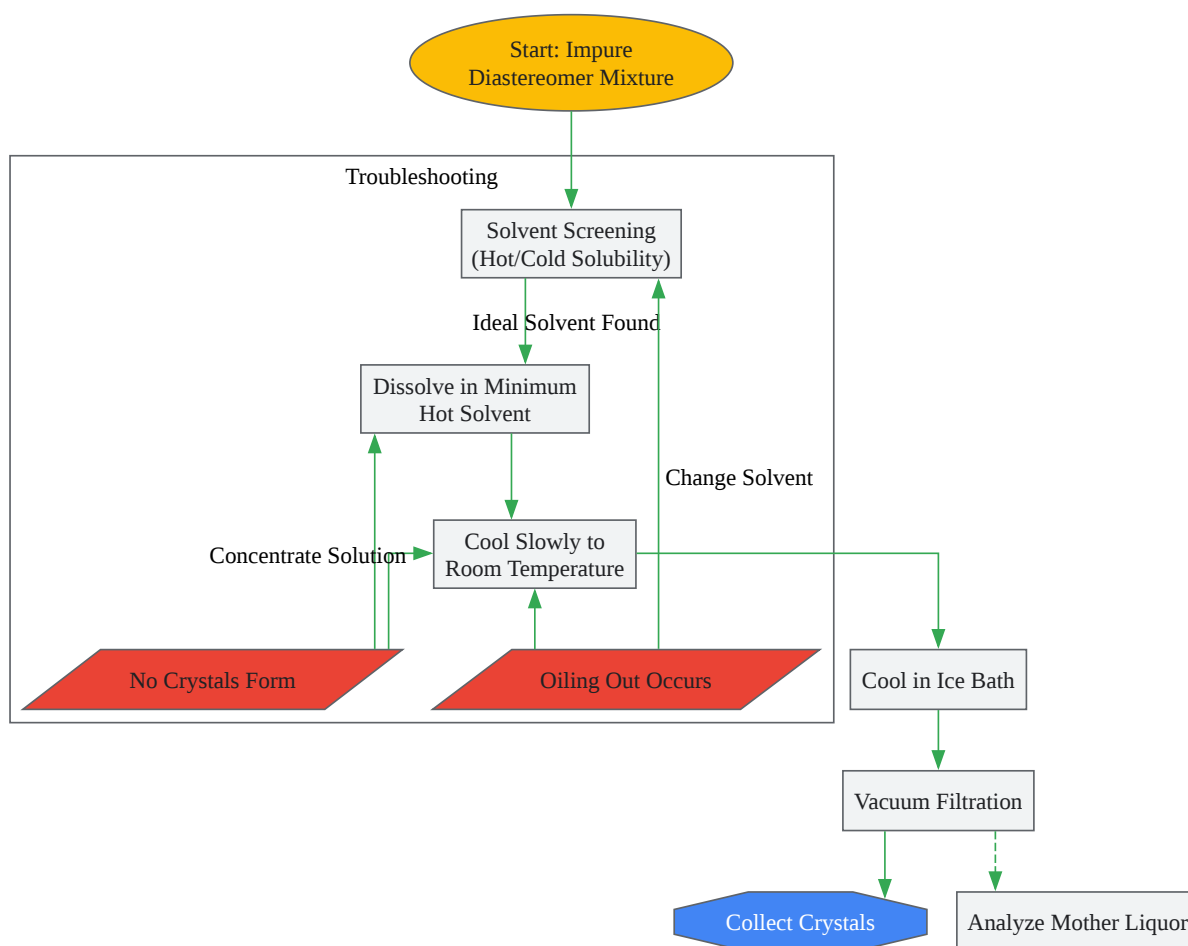 Start: Impure
Diastereomer Mixture
Troubleshooting
Solvent Screening
(Hot/Cold Solubility)
Ideal Solvent Found
Dissolve in Minimum
Hot Solvent
Change Solvent
Cool Slowly to
Room Temperature
Concentrate Solution
No Crystals Form
Oiling Out Occurs
Cool in Ice Bath
Vacuum Filtration
Collect Crystals
Analyze Mother Liquor